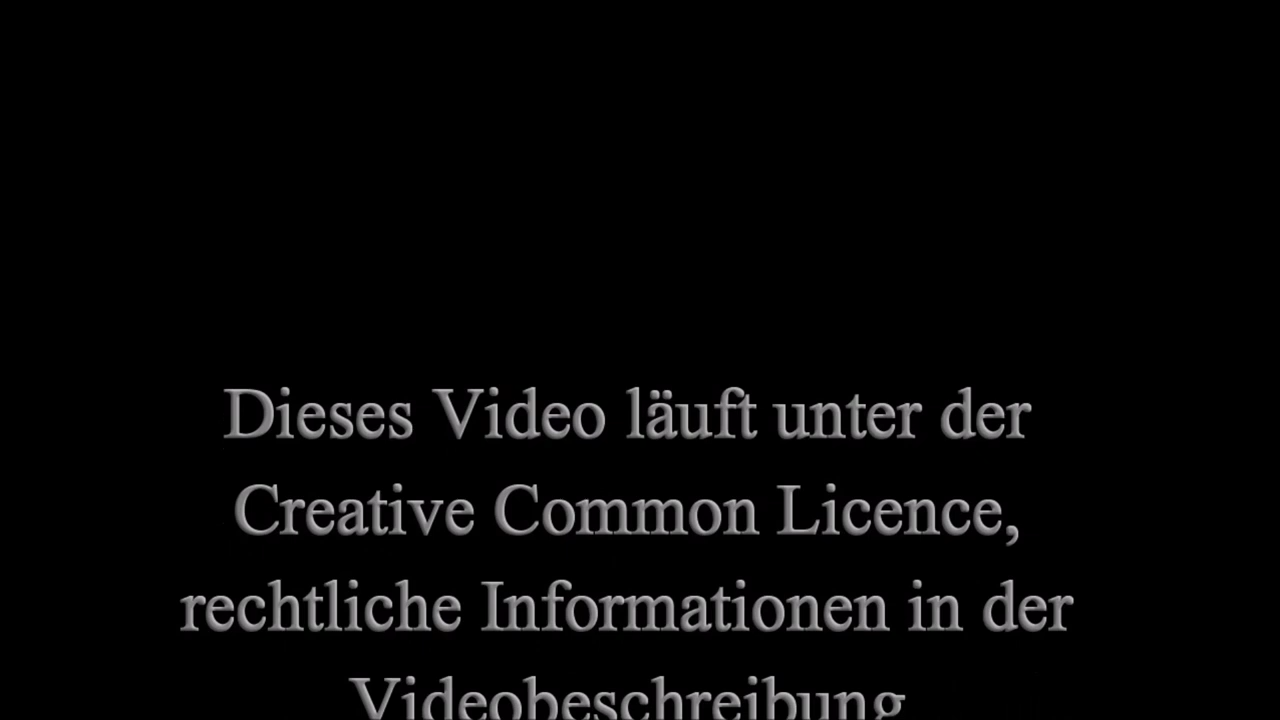 Dieses Video läuft unter der
Creative Common Licence,
rechtliche Informationen in der
Videobeschreibung